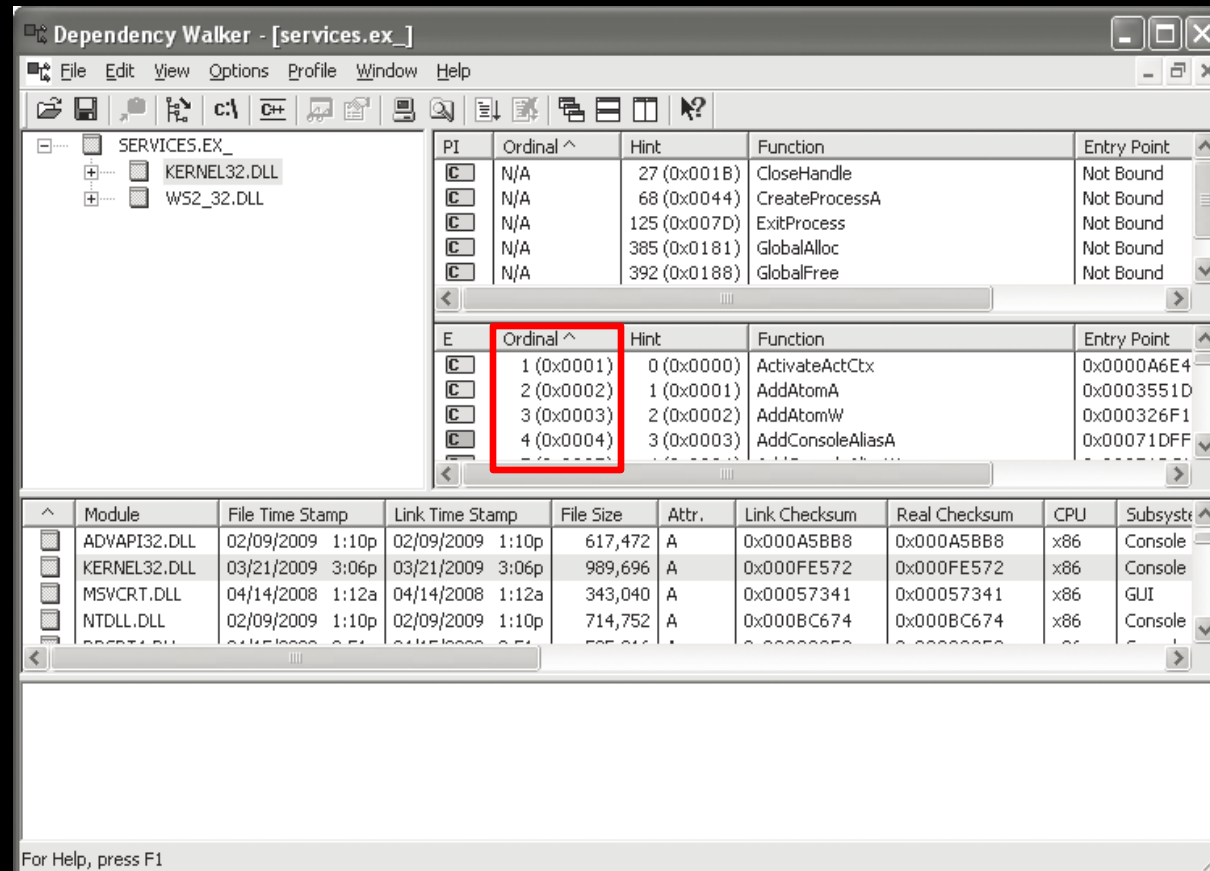 Dependency Walker - [services.ex_]
File Edit View Options Profile Window Help
c:\ C++
SERVICES.EX_
KERNEL32.DLL
WS2_32.DLL
PI Ordinal ^ Hint Function Entry Point
C N/A 27 (0x001B) CloseHandle Not Bound
C N/A 68 (0x0044) CreateProcessA Not Bound
C N/A 125 (0x007D) ExitProcess Not Bound
C N/A 385 (0x0181) GlobalAlloc Not Bound
C N/A 392 (0x0188) GlobalFree Not Bound
E Ordinal ^ Hint Function Entry Point
C 1 (0x0001) 0 (0x0000) ActivateActCtx 0x0000A6E4
C 2 (0x0002) 1 (0x0001) AddAtomA 0x0003551D
C 3 (0x0003) 2 (0x0002) AddAtomW 0x000326F1
C 4 (0x0004) 3 (0x0003) AddConsoleAliasA 0x00071DFF
^ Module File Time Stamp Link Time Stamp File Size Attr. Link Checksum Real Checksum CPU Subsyste
ADVAPI32.DLL 02/09/2009 1:10p 02/09/2009 1:10p 617,472 A 0x000A5BB8 0x000A5BB8 x86 Console
KERNEL32.DLL 03/21/2009 3:06p 03/21/2009 3:06p 989,696 A 0x000FE572 0x000FE572 x86 Console
MSVCRT.DLL 04/14/2008 1:12a 04/14/2008 1:12a 343,040 A 0x00057341 0x00057341 x86 GUI
NTDLL.DLL 02/09/2009 1:10p 02/09/2009 1:10p 714,752 A 0x000BC674 0x000BC674 x86 Console
For Help, press F1